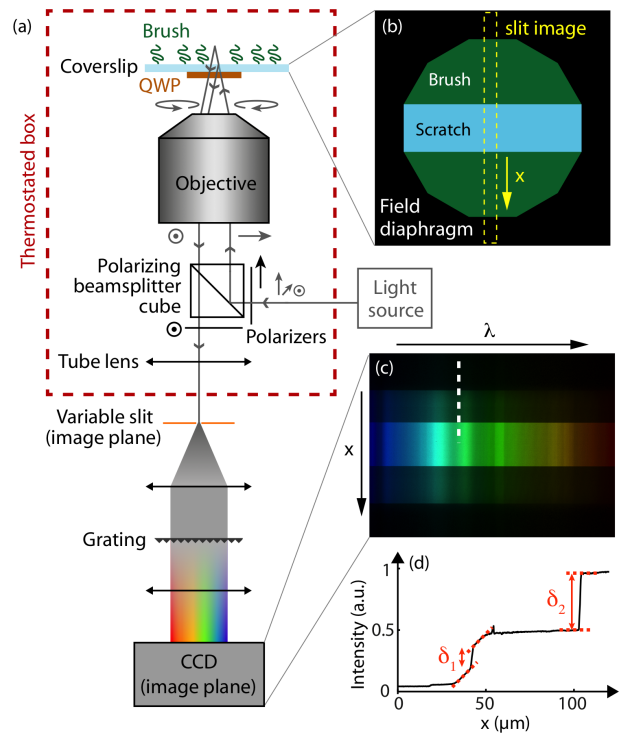 (a)
Brush
Coverslip
QWP
Thermostated box
Objective
Polarizing
beamsplitter
cube
Light
source
Polarizers
Tube lens
Variable slit
(image plane)
Grating
CCD
(image plane)
(b)
slit image
Brush
Scratch
x
Field
diaphragm
λ
(c)
x
(d)
Intensity (a.u.)
1
0.5
0
δ1
δ2
0
50
100
x (μm)